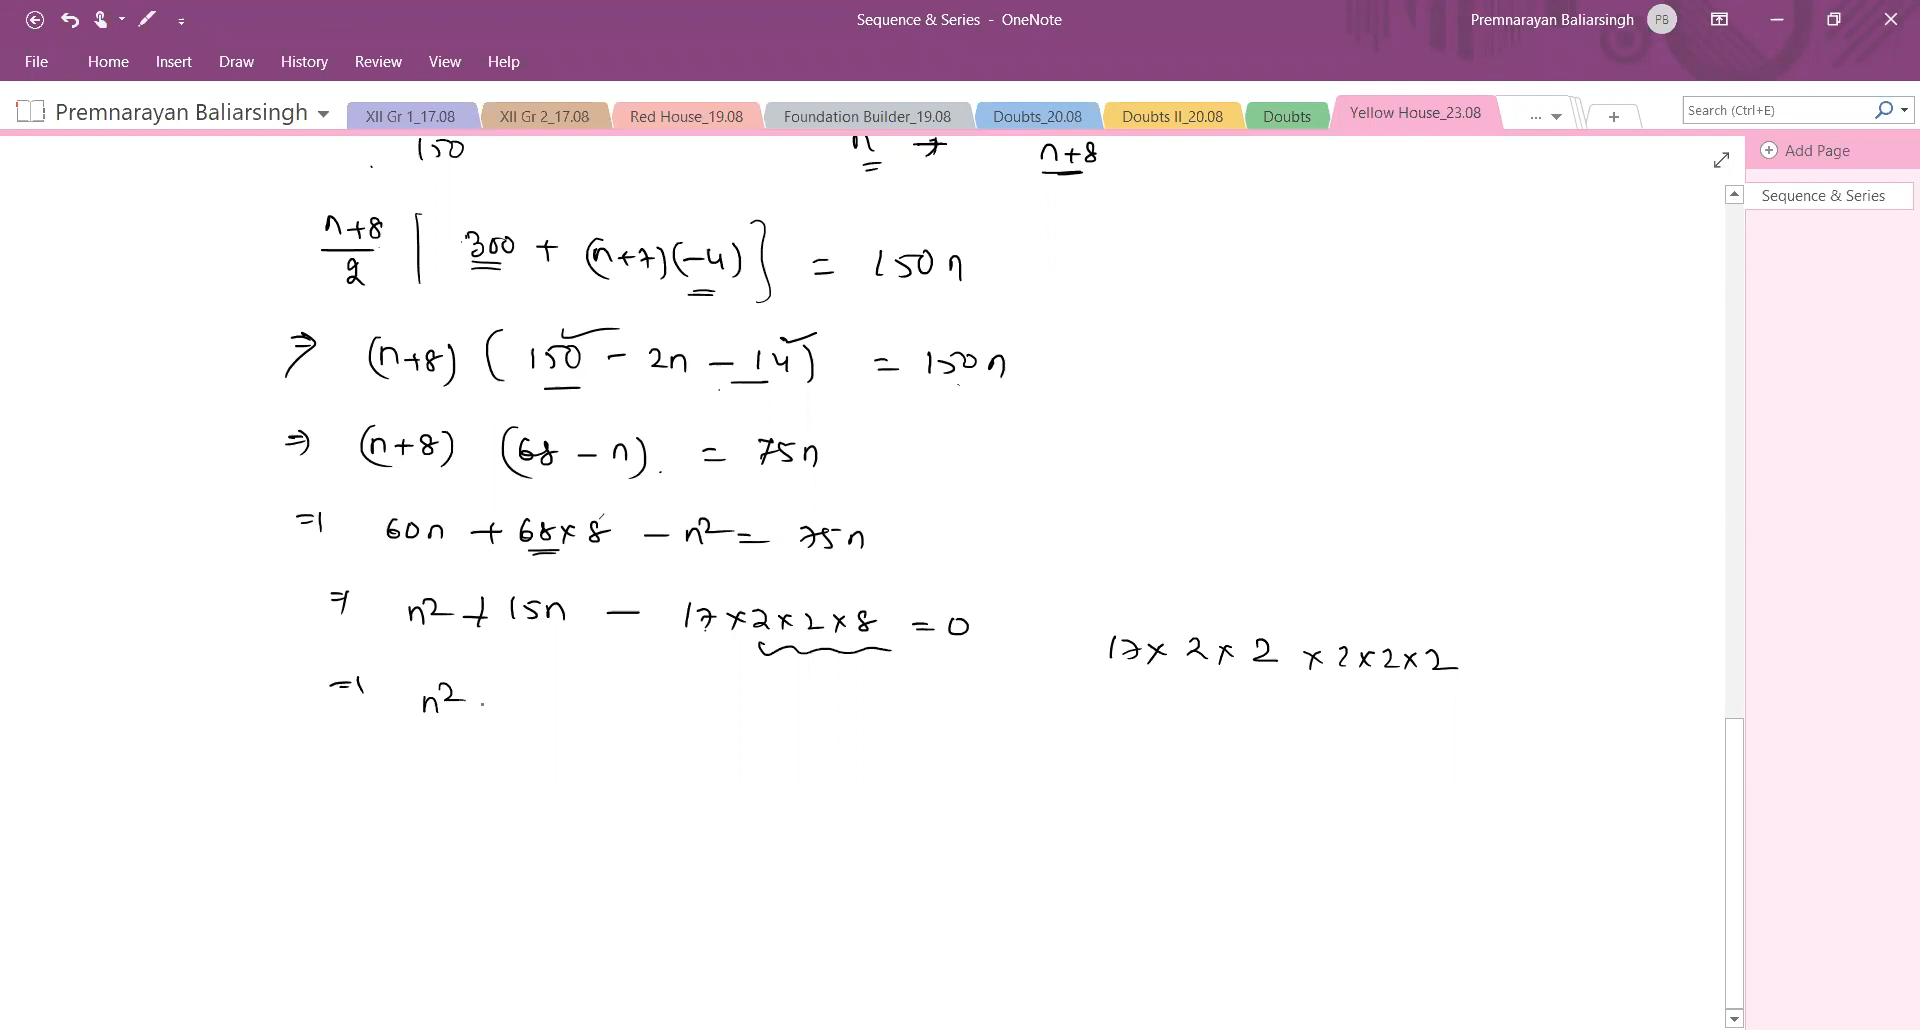 Sequence & Series - OneNote
Premnarayan Baliarsingh PB
File Home Insert Draw History Review View Help
Premnarayan Baliarsingh
XII Gr 1_17.08 XII Gr 2_17.08 Red House_19.08 Foundation Builder_19.08 Doubts_20.08 Doubts II_20.08 Doubts Yellow House_23.08 ... +
Search (Ctrl+E)
Add Page
Sequence & Series
150 n → n+8
n+8/2 [300 + (n+7)(-4)] = 150n
⇒ (n+8) (150 - 2n - 14) = 150n
⇒ (n+8) (68 - n) = 75n
⇒ 60n + 68×8 - n² = 75n
⇒ n² + 15n - 17×2×2×8 = 0
17×2×2×2×2×2
⇒ n²